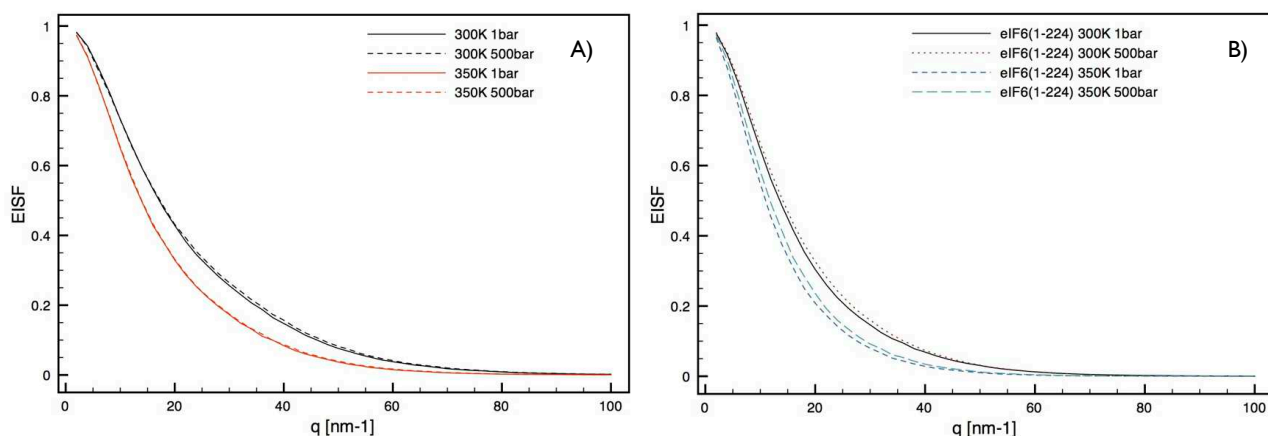 A)
300K 1bar
300K 500bar
350K 1bar
350K 500bar
EISF
1
0.8
0.6
0.4
0.2
0
0 20 40 60 80 100
q [nm-1]
B)
eIF6(1-224) 300K 1bar
eIF6(1-224) 300K 500bar
eIF6(1-224) 350K 1bar
eIF6(1-224) 350K 500bar
EISF
1
0.8
0.6
0.4
0.2
0
0 20 40 60 80 100
q [nm-1]